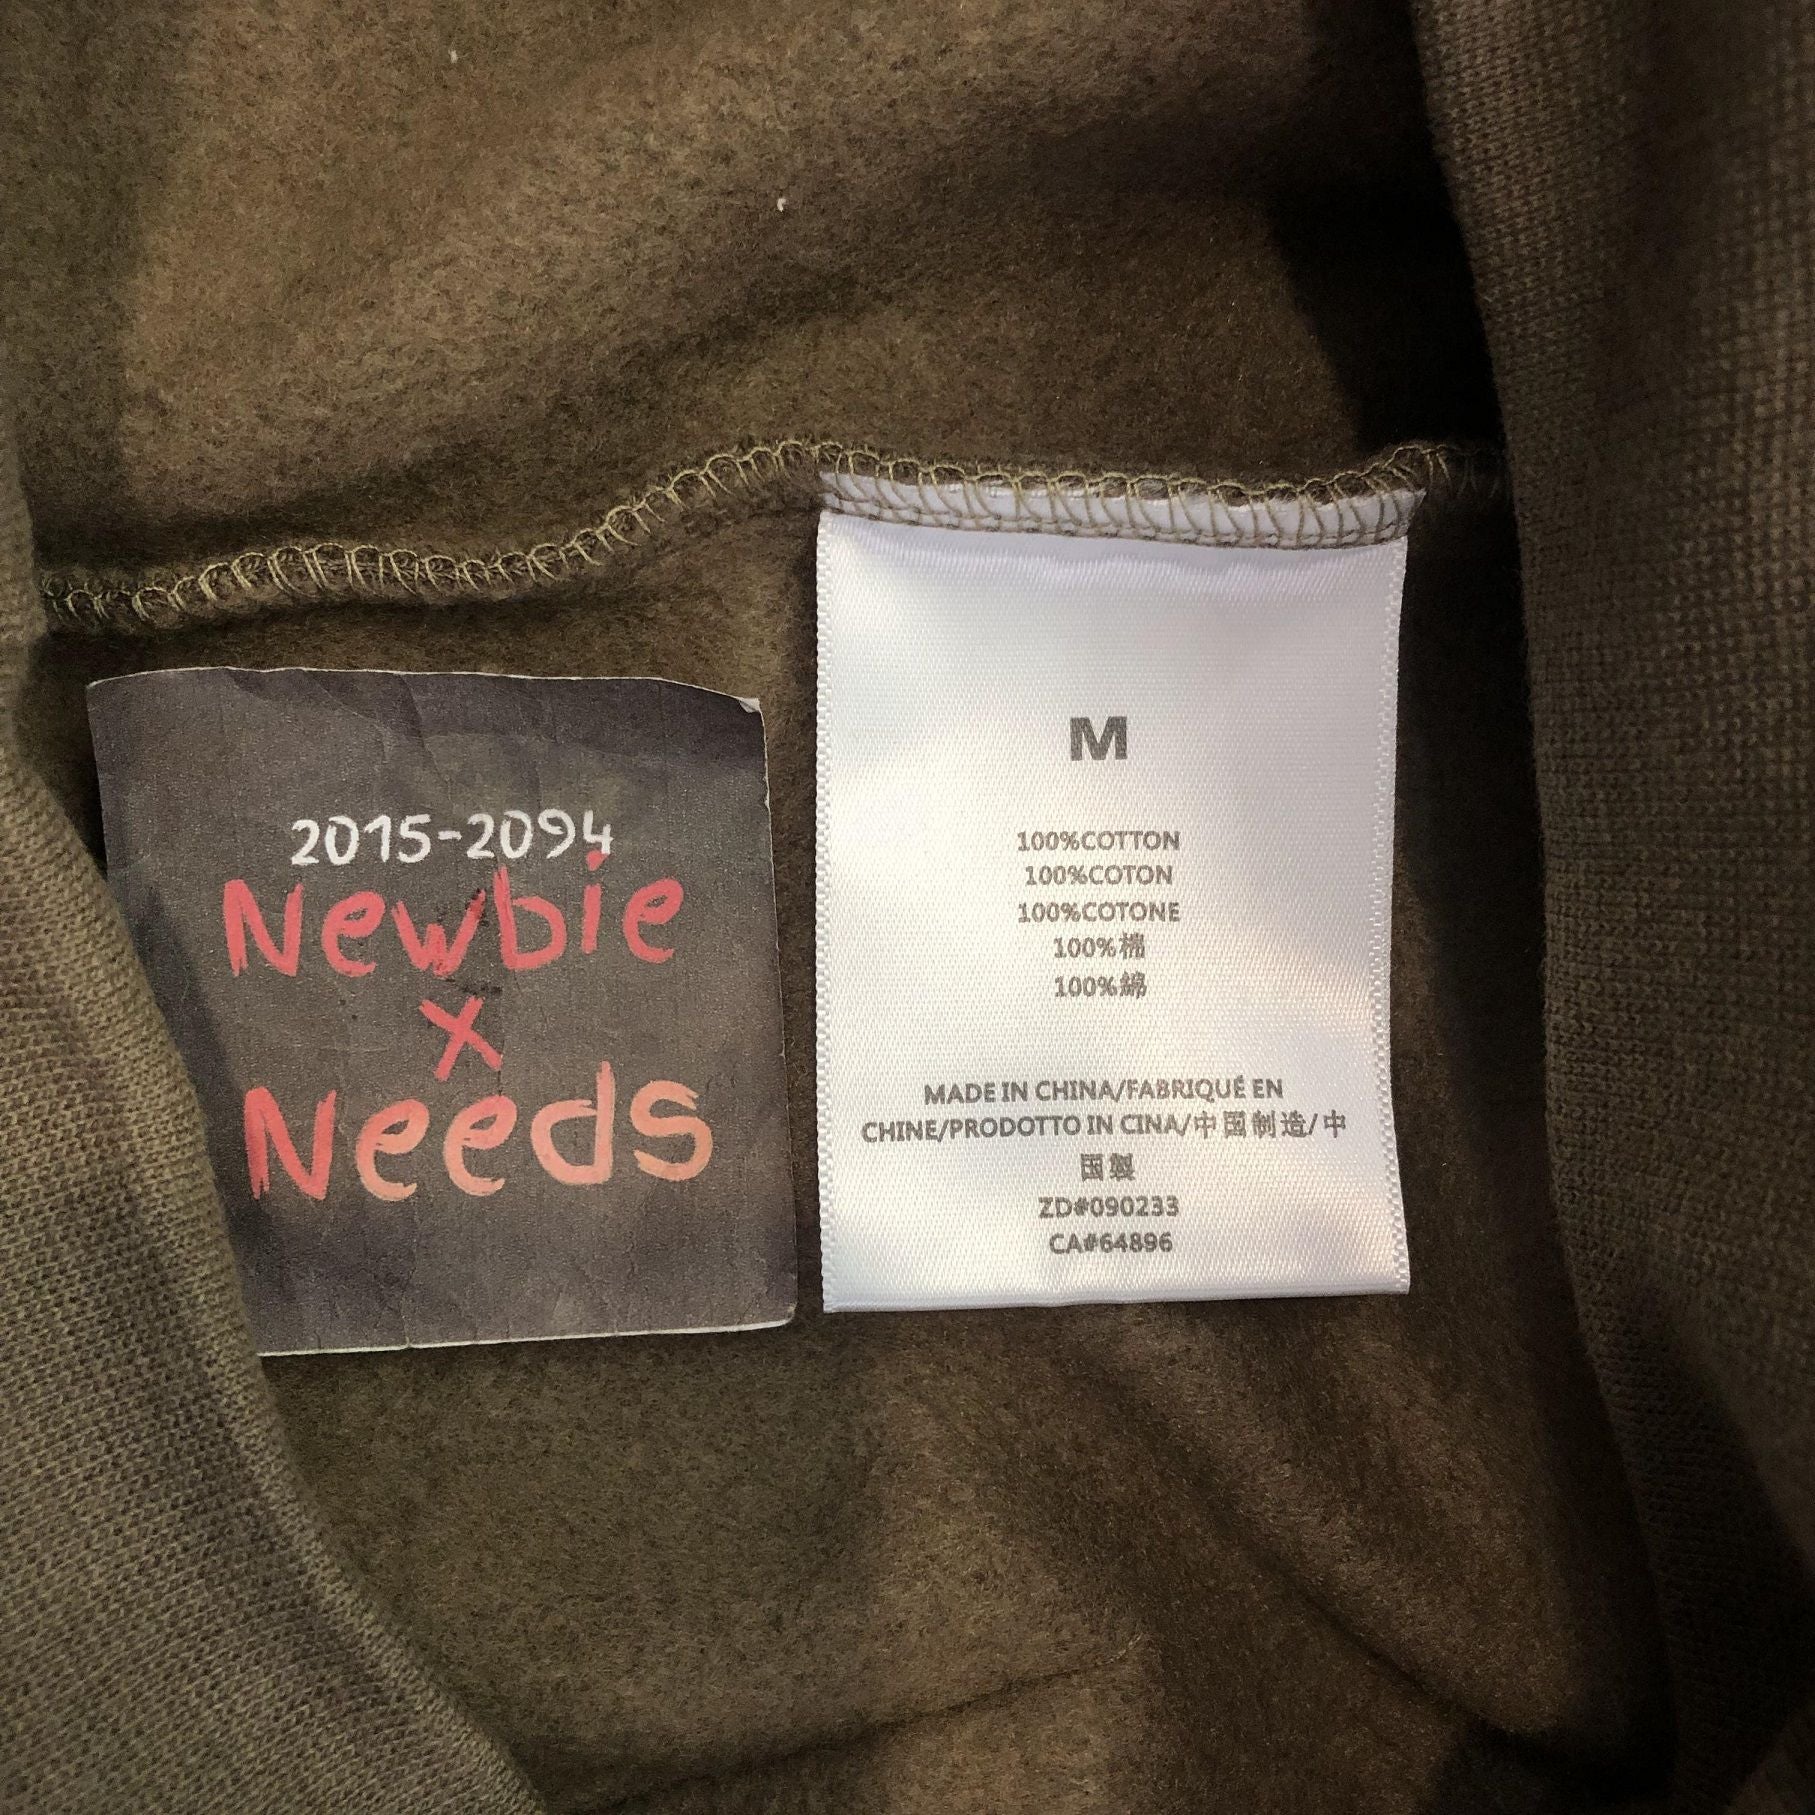 2015-2094
Newbie
x
Needs
M
100%COTTON
100%COTON
100%COTONE
100%棉
100%綿
MADE IN CHINA/FABRIQUÉ EN
CHINE/PRODOTTO IN CINA/中国制造/中
国製
ZD#090233
CA#64896